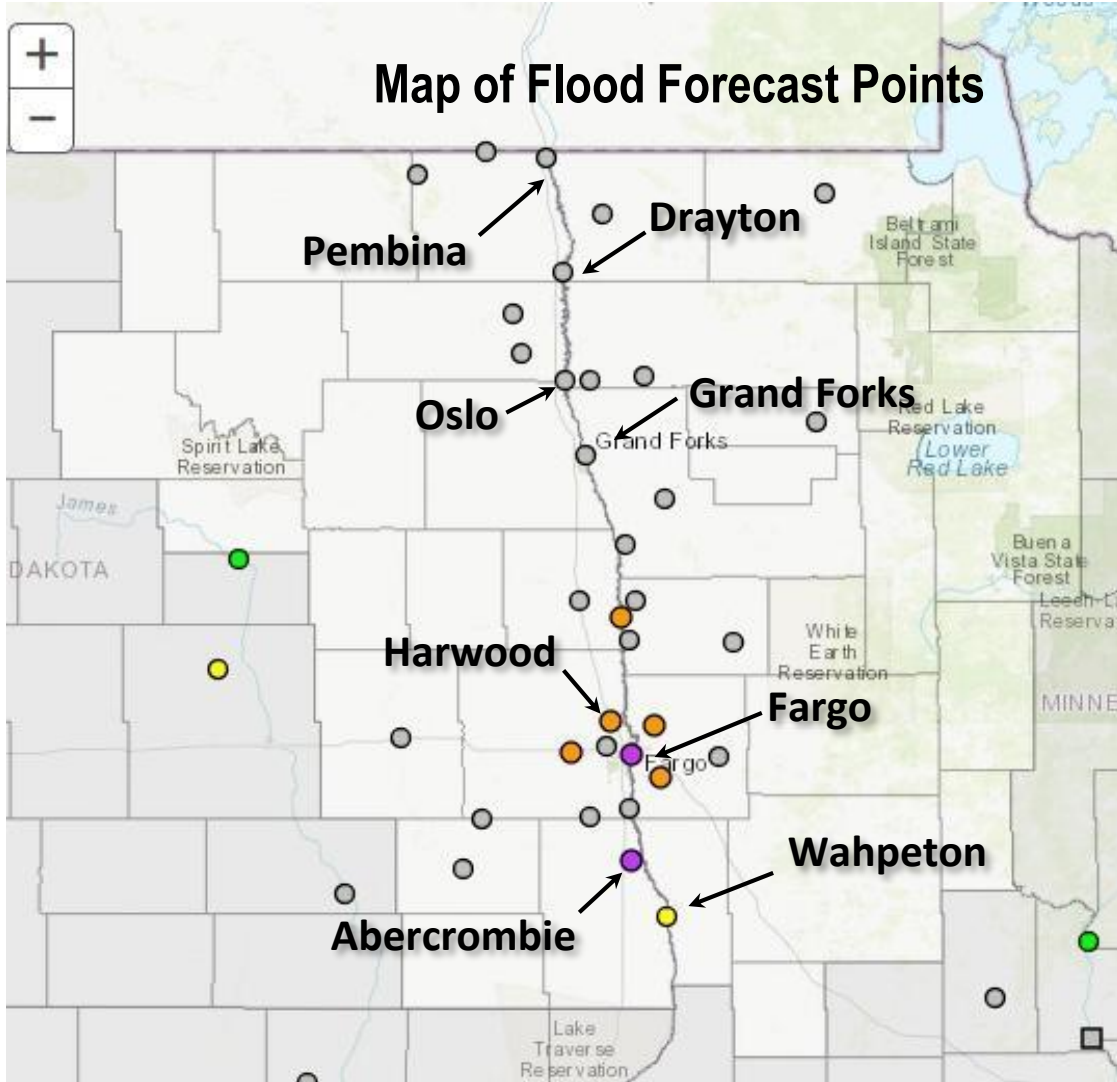 +
−
Map of Flood Forecast Points
Drayton
Pembina
Beltrami
Island State
Forest
Grand Forks
Oslo
Red Lake
Reservation
Grand Forks
Lower
Red Lake
Spirit Lake
Reservation
James
Buena
Vista State
Forest
DAKOTA
Reserva
White
Earth
Reservation
Harwood
Fargo
MINNE
Fargo
Wahpeton
Abercrombie
Lake
Traverse
Reservation